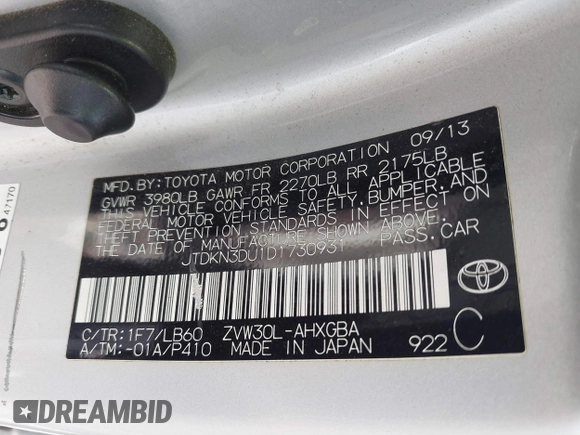 MFD. BY: TOYOTA MOTOR CORPORATION 09/13
GVWR 3980LB GAWR FR 2270LB RR 2175LB
THIS VEHICLE CONFORMS TO ALL APPLICABLE
FEDERAL MOTOR VEHICLE SAFETY, BUMPER, AND
THEFT PREVENTION STANDARDS IN EFFECT ON
THE DATE OF MANUFACTURE SHOWN ABOVE.
JTDKN3DU1D1730931 PASS. CAR
TOYOTA
C/TR: 1F7/LB60 ZVW30L-AHXGBA
A/TM: -01A/P410 MADE IN JAPAN 922 C
47170
DREAMBID